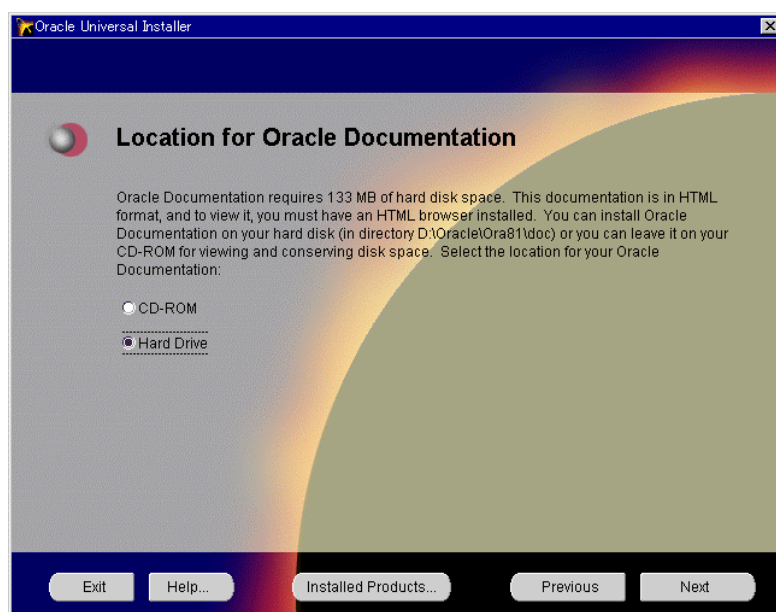 Oracle Universal Installer
Location for Oracle Documentation
Oracle Documentation requires 133 MB of hard disk space. This documentation is in HTML
format, and to view it, you must have an HTML browser installed. You can install Oracle
Documentation on your hard disk (in directory D:\Oracle\Ora81\doc) or you can leave it on your
CD-ROM for viewing and conserving disk space. Select the location for your Oracle
Documentation:
CD-ROM
Hard Drive
Exit Help... Installed Products... Previous Next